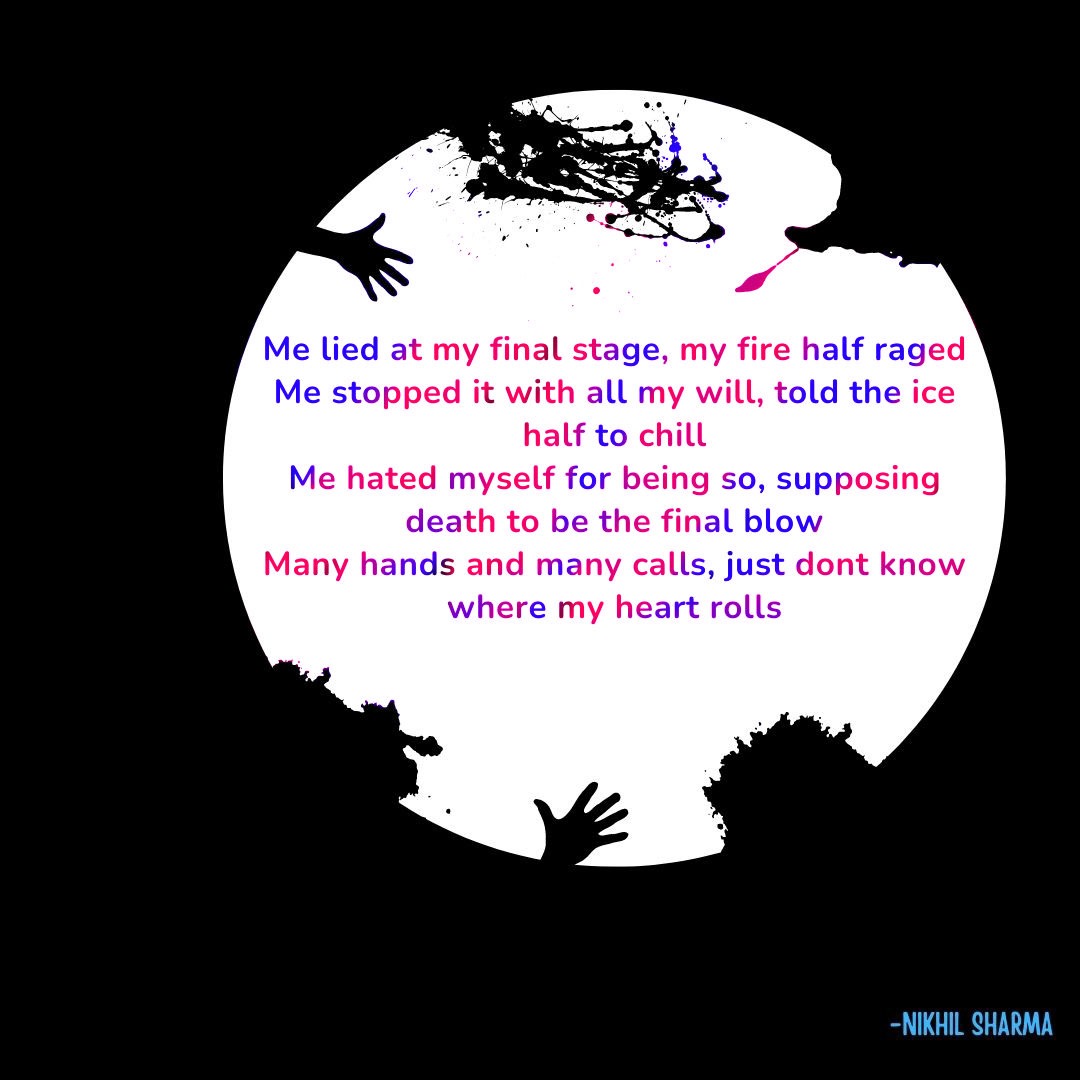 Me lied at my final stage, my fire half raged
Me stopped it with all my will, told the ice
half to chill
Me hated myself for being so, supposing
death to be the final blow
Many hands and many calls, just dont know
where my heart rolls
-NIKHIL SHARMA